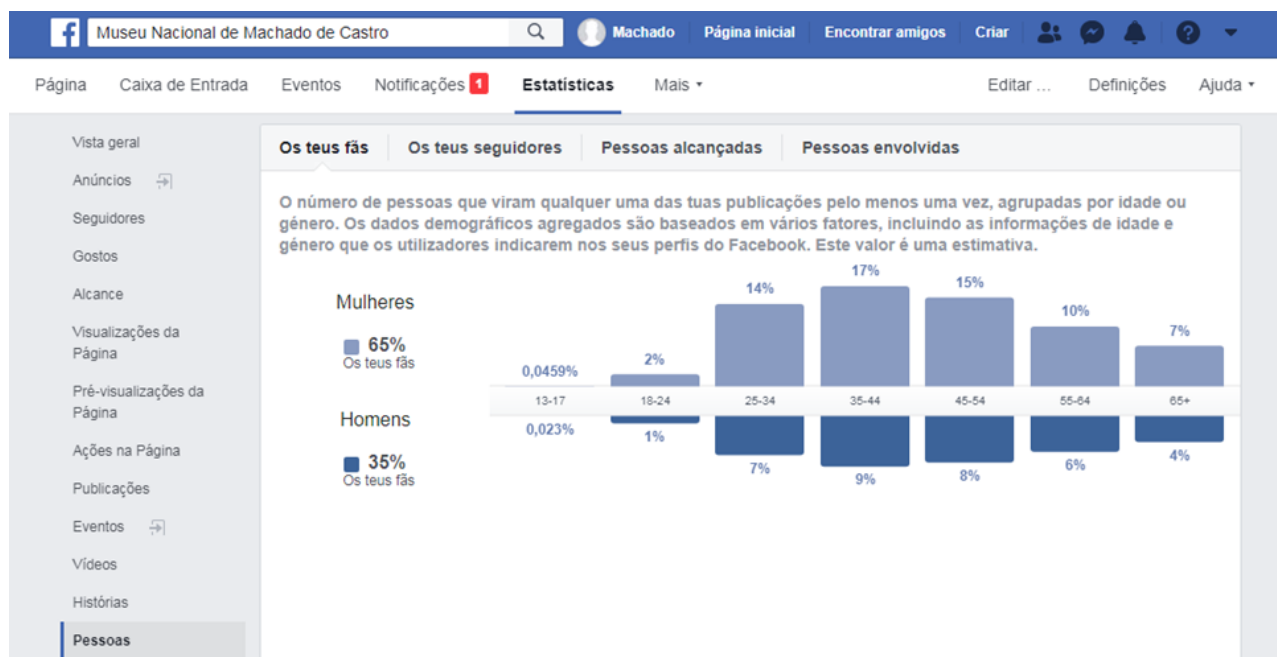 Museu Nacional de Machado de Castro
Machado
Página inicial
Encontrar amigos
Criar
Página
Caixa de Entrada
Eventos
Notificações 1
Estatísticas
Mais
Editar ...
Definições
Ajuda
Vista geral
Anúncios
Seguidores
Gostos
Alcance
Visualizações da
Página
Pré-visualizações da
Página
Ações na Página
Publicações
Eventos
Vídeos
Histórias
Pessoas
Os teus fãs
Os teus seguidores
Pessoas alcançadas
Pessoas envolvidas
O número de pessoas que viram qualquer uma das tuas publicações pelo menos uma vez, agrupadas por idade ou
género. Os dados demográficos agregados são baseados em vários fatores, incluindo as informações de idade e
género que os utilizadores indicarem nos seus perfis do Facebook. Este valor é uma estimativa.
Mulheres
65%
Os teus fãs
0,0459%
2%
14%
17%
15%
10%
7%
13-17
18-24
25-34
35-44
45-54
55-64
65+
Homens
35%
Os teus fãs
0,023%
1%
7%
9%
8%
6%
4%